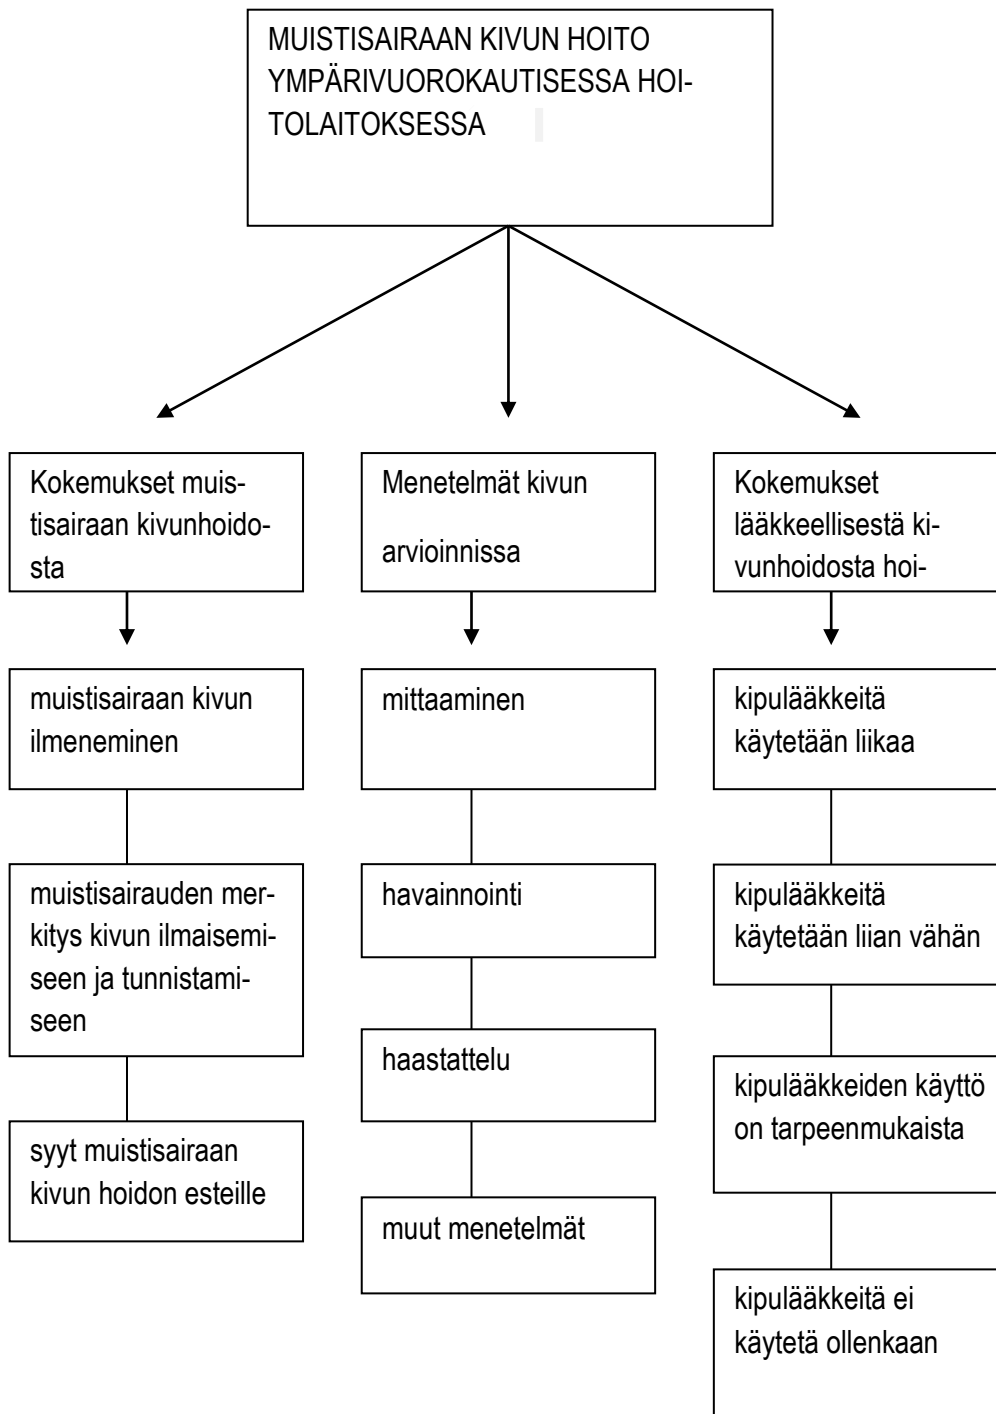 MUISTISAIRAAN KIVUN HOITO
YMPÄRIVUOROKAUTISESSA HOI-
TOLAITOKSESSA
Kokemukset muis-
tisairaan kivunhoido-
sta
muistisairaan kivun
ilmeneminen
muistisairauden mer-
kitys kivun ilmaisemi-
seen ja tunnistami-
seen
syyt muistisairaan
kivun hoidon esteille
Menetelmät kivun
arvioinnissa
mittaaminen
havainnointi
haastattelu
muut menetelmät
Kokemukset
lääkkeellisestä ki-
vunhoidosta hoi-
kipulääkkeitä
käytetään liikaa
kipulääkkeitä
käytetään liian vähän
kipulääkkeiden käyttö
on tarpeenmukaista
kipulääkkeitä ei
käytetä ollenkaan